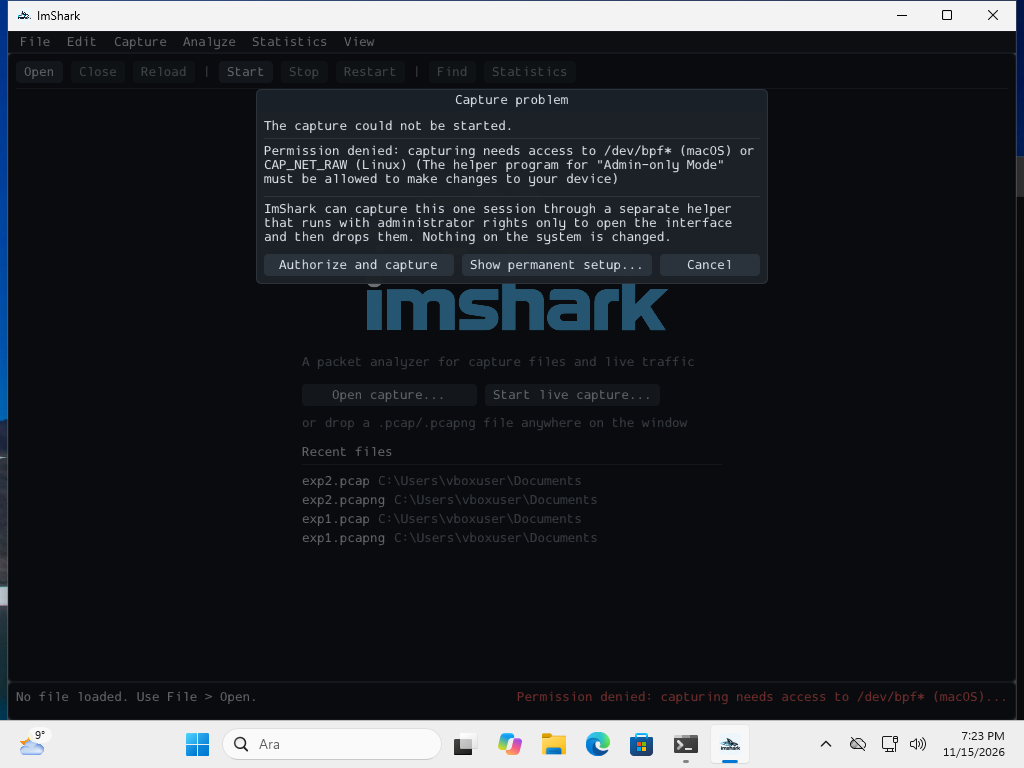 ImShark
File Edit Capture Analyze Statistics View
Open Close Reload | Start Stop Restart | Find Statistics
Capture problem
The capture could not be started.
Permission denied: capturing needs access to /dev/bpf* (macOS) or
CAP_NET_RAW (Linux) (The helper program for "Admin-only Mode"
must be allowed to make changes to your device)
ImShark can capture this one session through a separate helper
that runs with administrator rights only to open the interface
and then drops them. Nothing on the system is changed.
Authorize and capture Show permanent setup... Cancel
imshark
A packet analyzer for capture files and live traffic
Open capture... Start live capture...
or drop a .pcap/.pcapng file anywhere on the window
Recent files
exp2.pcap C:\Users\vboxuser\Documents
exp2.pcapng C:\Users\vboxuser\Documents
exp1.pcap C:\Users\vboxuser\Documents
exp1.pcapng C:\Users\vboxuser\Documents
No file loaded. Use File > Open. Permission denied: capturing needs access to /dev/bpf* (macOS)...
9° Ara imshark 7:23 PM
11/15/2026